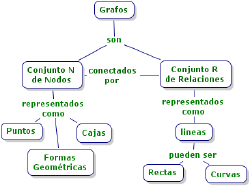 Grafos
son
Conjunto N
de Nodos
conectados
por
Conjunto R
de Relaciones
representados
como
representados
como
Puntos
Cajas
lineas
Formas
Geométricas
pueden ser
Rectas
Curvas